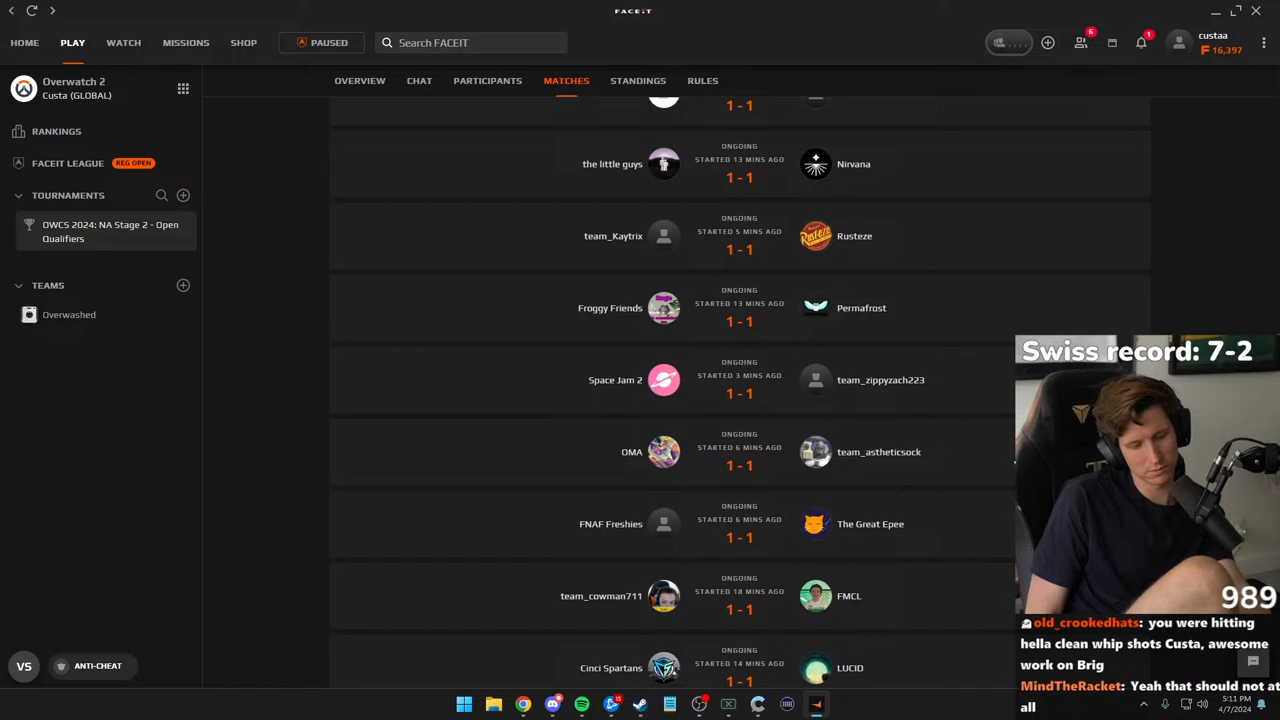 FACEIT
HOME PLAY WATCH MISSIONS SHOP PAUSED Search FACEIT 6 1 custaa 16,397
Overwatch 2
Custa (GLOBAL)
RANKINGS
FACEIT LEAGUE REG OPEN
TOURNAMENTS
OWCS 2024: NA Stage 2 - Open
Qualifiers
TEAMS
Overwashed
VS ANTI-CHEAT
OVERVIEW CHAT PARTICIPANTS MATCHES STANDINGS RULES
1 - 1
ONGOING
the little guys STARTED 13 MINS AGO Nirvana
1 - 1
ONGOING
team_Kaytrix STARTED 5 MINS AGO Rusteze
1 - 1
ONGOING
Froggy Friends STARTED 13 MINS AGO Permafrost
1 - 1
ONGOING
Space Jam 2 STARTED 3 MINS AGO team_zippyzach223
1 - 1
ONGOING
OMA STARTED 6 MINS AGO team_astheticsock
1 - 1
ONGOING
FNAF Freshies STARTED 6 MINS AGO The Great Epee
1 - 1
ONGOING
team_cowman711 STARTED 18 MINS AGO FMCL
1 - 1
ONGOING
Cinci Spartans STARTED 14 MINS AGO LUCID
1 - 1
Swiss record: 7-2
989
old_crookedhats: you were hitting
hella clean whip shots Custa, awesome
work on Brig
MindTheRacket: Yeah that should not at
all
15
5:11 PM
4/7/2024